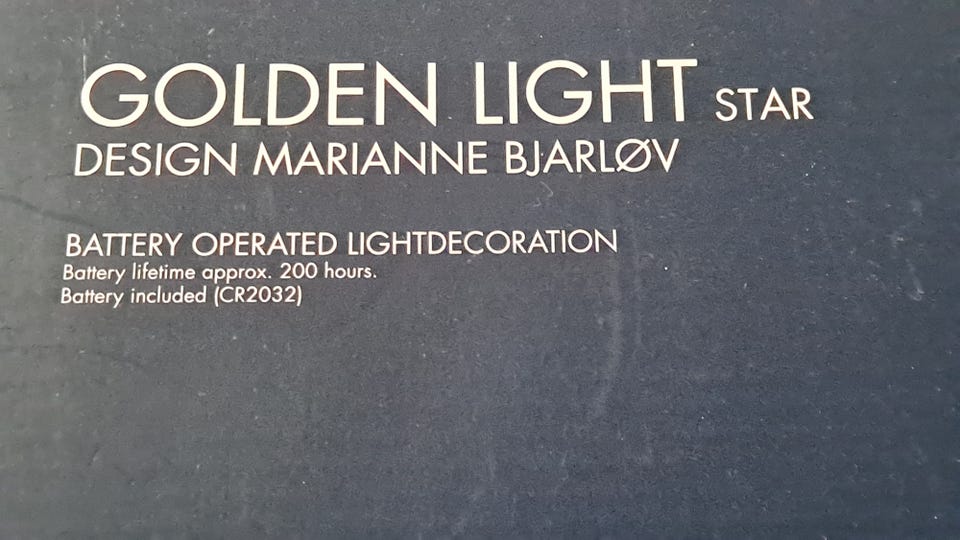 GOLDEN LIGHT STAR
DESIGN MARIANNE BJARLØV
BATTERY OPERATED LIGHTDECORATION
Battery lifetime approx. 200 hours.
Battery included (CR2032)